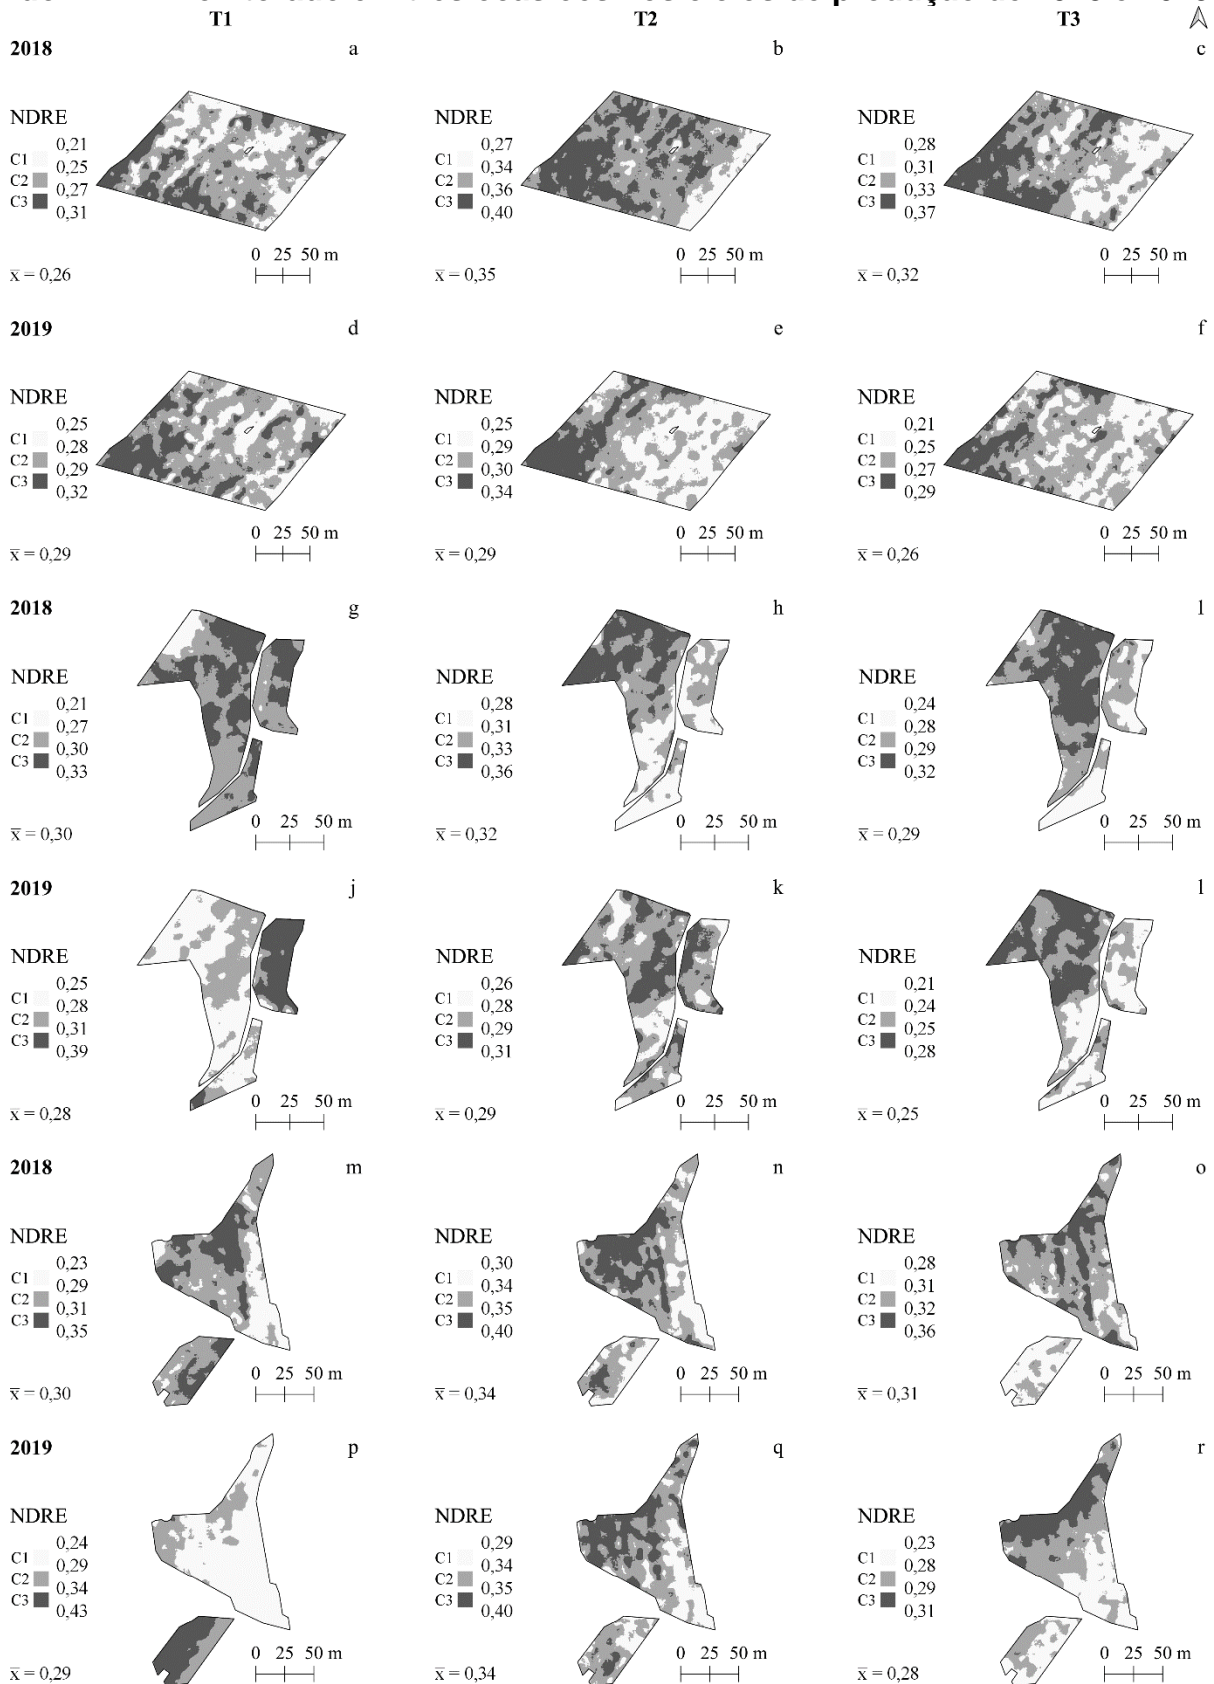 T1 T2 T3
2018 a b c
NDRE NDRE NDRE
0,21 0,27 0,28
C1 0,25 C1 0,34 C1 0,31
C2 0,27 C2 0,36 C2 0,33
C3 0,31 C3 0,40 C3 0,37
0 25 50 m 0 25 50 m 0 25 50 m
x̅ = 0,26 x̅ = 0,35 x̅ = 0,32
2019 d e f
NDRE NDRE NDRE
0,25 0,25 0,21
C1 0,28 C1 0,29 C1 0,25
C2 0,29 C2 0,30 C2 0,27
C3 0,32 C3 0,34 C3 0,29
0 25 50 m 0 25 50 m 0 25 50 m
x̅ = 0,29 x̅ = 0,29 x̅ = 0,26
2018 g h l
NDRE NDRE NDRE
0,21 0,28 0,24
C1 0,27 C1 0,31 C1 0,28
C2 0,30 C2 0,33 C2 0,29
C3 0,33 C3 0,36 C3 0,32
0 25 50 m 0 25 50 m 0 25 50 m
x̅ = 0,30 x̅ = 0,32 x̅ = 0,29
2019 j k l
NDRE NDRE NDRE
0,25 0,26 0,21
C1 0,28 C1 0,28 C1 0,24
C2 0,31 C2 0,29 C2 0,25
C3 0,39 C3 0,31 C3 0,28
0 25 50 m 0 25 50 m 0 25 50 m
x̅ = 0,28 x̅ = 0,29 x̅ = 0,25
2018 m n o
NDRE NDRE NDRE
0,23 0,30 0,28
C1 0,29 C1 0,34 C1 0,31
C2 0,31 C2 0,35 C2 0,32
C3 0,35 C3 0,40 C3 0,36
0 25 50 m 0 25 50 m 0 25 50 m
x̅ = 0,30 x̅ = 0,34 x̅ = 0,31
2019 p q r
NDRE NDRE NDRE
0,24 0,29 0,23
C1 0,29 C1 0,34 C1 0,28
C2 0,34 C2 0,35 C2 0,29
C3 0,43 C3 0,40 C3 0,31
0 25 50 m 0 25 50 m 0 25 50 m
x̅ = 0,29 x̅ = 0,34 x̅ = 0,28